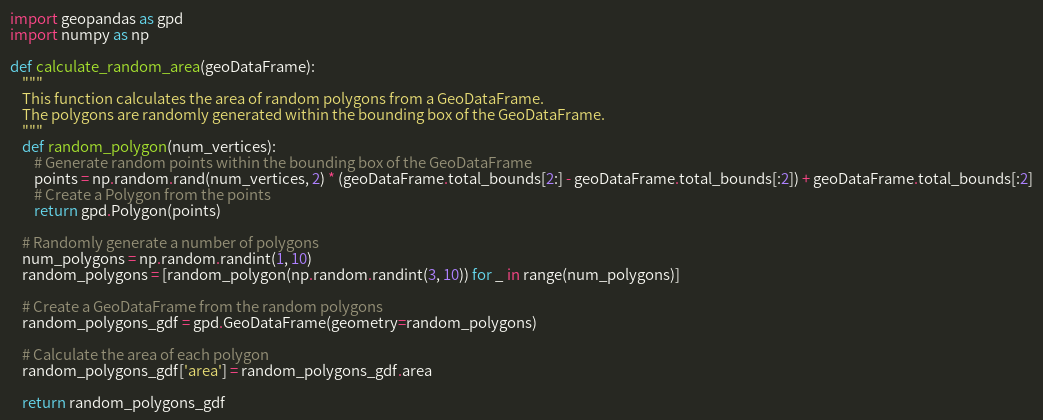 import geopandas as gpd
import numpy as np
def calculate_random_area(geoDataFrame):
"""
This function calculates the area of random polygons from a GeoDataFrame.
The polygons are randomly generated within the bounding box of the GeoDataFrame.
"""
def random_polygon(num_vertices):
# Generate random points within the bounding box of the GeoDataFrame
points = np.random.rand(num_vertices, 2) * (geoDataFrame.total_bounds[2:] - geoDataFrame.total_bounds[:2]) + geoDataFrame.total_bounds[:2]
# Create a Polygon from the points
return gpd.Polygon(points)
# Randomly generate a number of polygons
num_polygons = np.random.randint(1, 10)
random_polygons = [random_polygon(np.random.randint(3, 10)) for _ in range(num_polygons)]
# Create a GeoDataFrame from the random polygons
random_polygons_gdf = gpd.GeoDataFrame(geometry=random_polygons)
# Calculate the area of each polygon
random_polygons_gdf['area'] = random_polygons_gdf.area
return random_polygons_gdf